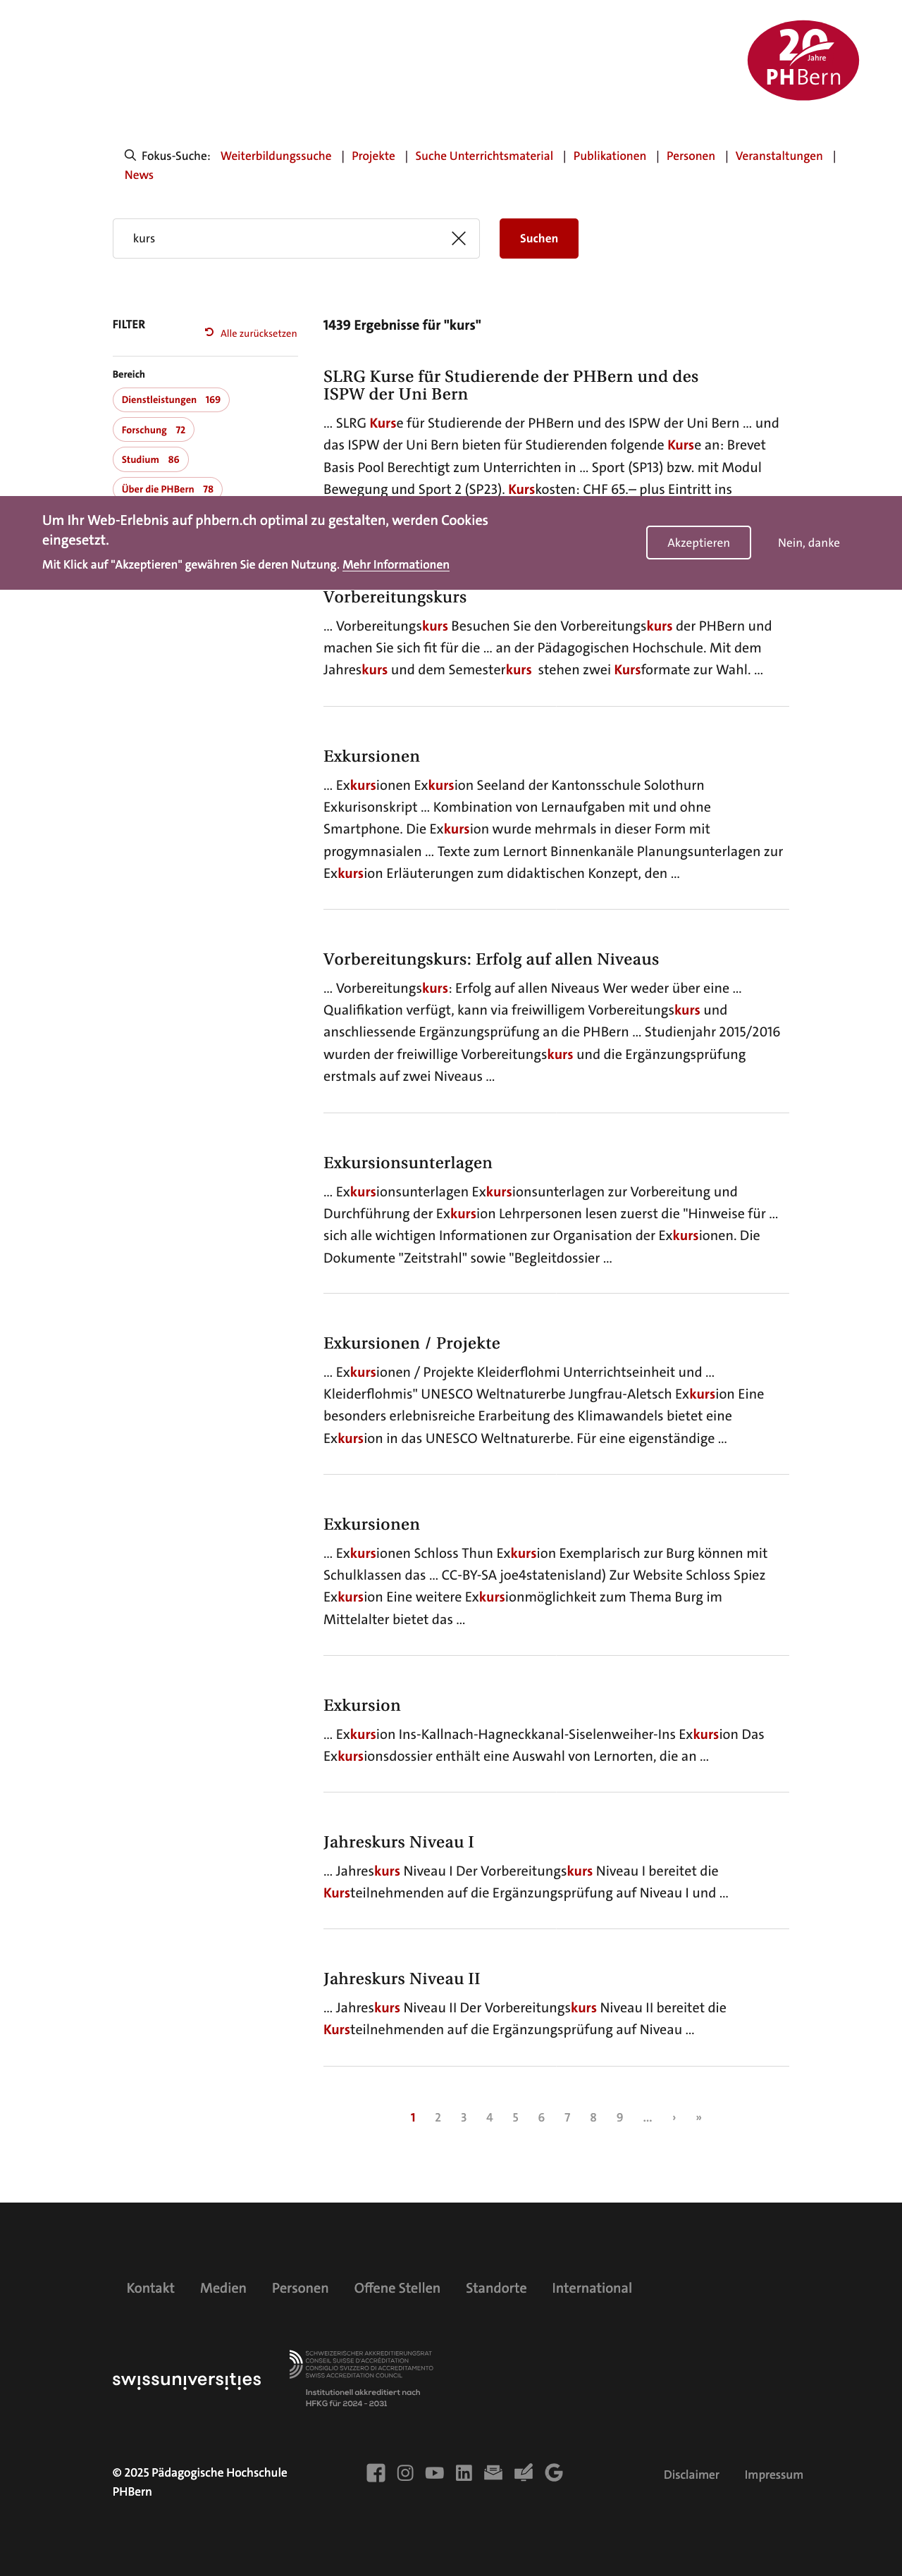 20 Jahre
PHBern
Fokus-Suche: Weiterbildungssuche | Projekte | Suche Unterrichtsmaterial | Publikationen | Personen | Veranstaltungen |
News
kurs
Suchen
FILTER
Alle zurücksetzen
Bereich
Dienstleistungen 169
Forschung 72
Studium 86
Über die PHBern 78
1439 Ergebnisse für "kurs"
SLRG Kurse für Studierende der PHBern und des
ISPW der Uni Bern
... SLRG Kurse für Studierende der PHBern und des ISPW der Uni Bern ... und
das ISPW der Uni Bern bieten für Studierenden folgende Kurse an: Brevet
Basis Pool Berechtigt zum Unterrichten in ... Sport (SP13) bzw. mit Modul
Bewegung und Sport 2 (SP23). Kurskosten: CHF 65.– plus Eintritt ins
Um Ihr Web-Erlebnis auf phbern.ch optimal zu gestalten, werden Cookies
eingesetzt.
Mit Klick auf "Akzeptieren" gewähren Sie deren Nutzung. Mehr Informationen
Akzeptieren
Nein, danke
Vorbereitungskurs
... Vorbereitungskurs Besuchen Sie den Vorbereitungskurs der PHBern und
machen Sie sich fit für die ... an der Pädagogischen Hochschule. Mit dem
Jahreskurs und dem Semesterkurs stehen zwei Kursformate zur Wahl. ...
Exkursionen
... Exkursionen Exkursion Seeland der Kantonsschule Solothurn
Exkurisonskript ... Kombination von Lernaufgaben mit und ohne
Smartphone. Die Exkursion wurde mehrmals in dieser Form mit
progymnasialen ... Texte zum Lernort Binnenkanäle Planungsunterlagen zur
Exkursion Erläuterungen zum didaktischen Konzept, den ...
Vorbereitungskurs: Erfolg auf allen Niveaus
... Vorbereitungskurs: Erfolg auf allen Niveaus Wer weder über eine ...
Qualifikation verfügt, kann via freiwilligem Vorbereitungskurs und
anschliessende Ergänzungsprüfung an die PHBern ... Studienjahr 2015/2016
wurden der freiwillige Vorbereitungskurs und die Ergänzungsprüfung
erstmals auf zwei Niveaus ...
Exkursionsunterlagen
... Exkursionsunterlagen Exkursionsunterlagen zur Vorbereitung und
Durchführung der Exkursion Lehrpersonen lesen zuerst die "Hinweise für ...
sich alle wichtigen Informationen zur Organisation der Exkursionen. Die
Dokumente "Zeitstrahl" sowie "Begleitdossier ...
Exkursionen / Projekte
... Exkursionen / Projekte Kleiderflohmi Unterrichtseinheit und ...
Kleiderflohmis" UNESCO Weltnaturerbe Jungfrau-Aletsch Exkursion Eine
besonders erlebnisreiche Erarbeitung des Klimawandels bietet eine
Exkursion in das UNESCO Weltnaturerbe. Für eine eigenständige ...
Exkursionen
... Exkursionen Schloss Thun Exkursion Exemplarisch zur Burg können mit
Schulklassen das ... CC-BY-SA joe4statenisland) Zur Website Schloss Spiez
Exkursion Eine weitere Exkursionmöglichkeit zum Thema Burg im
Mittelalter bietet das ...
Exkursion
... Exkursion Ins-Kallnach-Hagneckkanal-Siselenweiher-Ins Exkursion Das
Exkursionsdossier enthält eine Auswahl von Lernorten, die an ...
Jahreskurs Niveau I
... Jahreskurs Niveau I Der Vorbereitungskurs Niveau I bereitet die
Kursteilnehmenden auf die Ergänzungsprüfung auf Niveau I und ...
Jahreskurs Niveau II
... Jahreskurs Niveau II Der Vorbereitungskurs Niveau II bereitet die
Kursteilnehmenden auf die Ergänzungsprüfung auf Niveau ...
1 2 3 4 5 6 7 8 9 ... › »
Kontakt Medien Personen Offene Stellen Standorte International
swissuniversities
SCHWEIZERISCHER AKKREDITIERUNGSRAT
CONSEIL SUISSE D'ACCRÉDITATION
CONSIGLIO SVIZZERO DI ACCREDITAMENTO
SWISS ACCREDITATION COUNCIL
Institutionell akkreditiert nach
HFKG für 2024 - 2031
© 2025 Pädagogische Hochschule
PHBern
Disclaimer Impressum